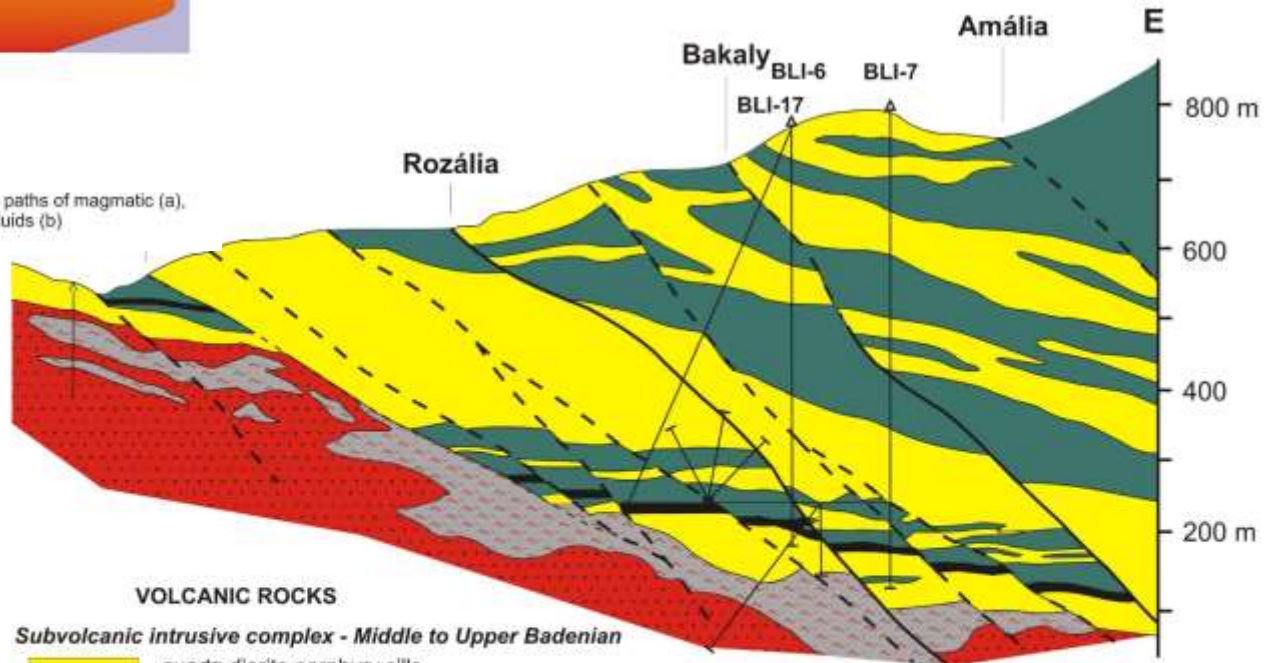 E
Amália
Bakaly
BLI-6
BLI-7
BLI-17
800 m
Rozália
paths of magmatic (a),
uids (b)
600
400
200 m
VOLCANIC ROCKS
Subvolcanic intrusive complex - Middle to Upper Badenian